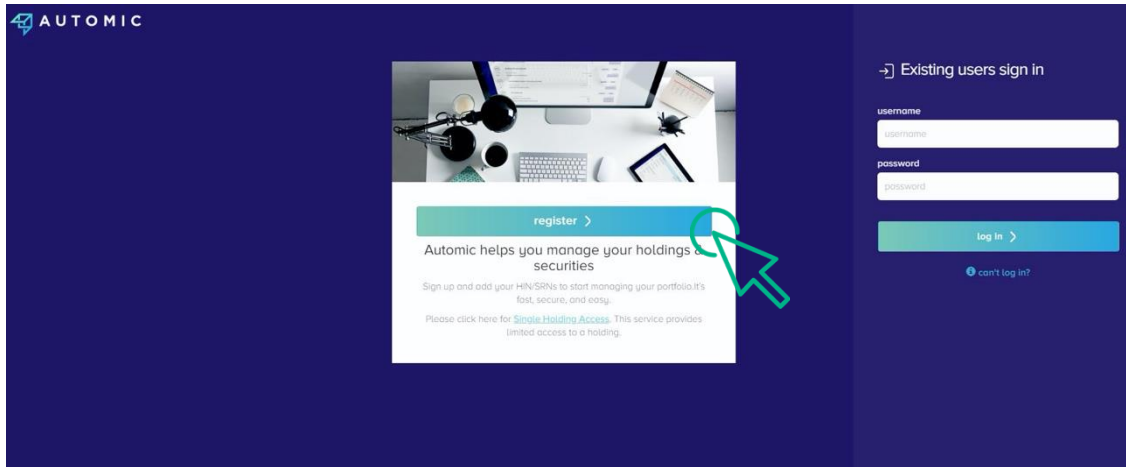 AUTOMIC
register
Automic helps you manage your holdings &
securities
Sign up and add your HIN/SRNs to start managing your portfolio.It's
fast, secure, and easy.
Please click here for Single Holding Access. This service provides
limited access to a holding.
Existing users sign in
username
username
password
password
log in
can't log in?